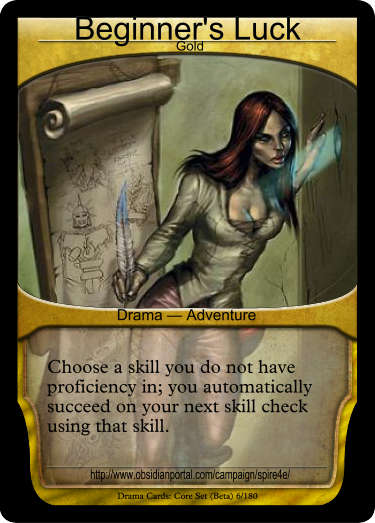 Beginner's Luck
Gold
Drama — Adventure
Choose a skill you do not have
proficiency in; you automatically
succeed on your next skill check
using that skill.
http://www.obsidianportal.com/campaign/spire4e/
Drama Cards: Core Set (Beta) 6/180